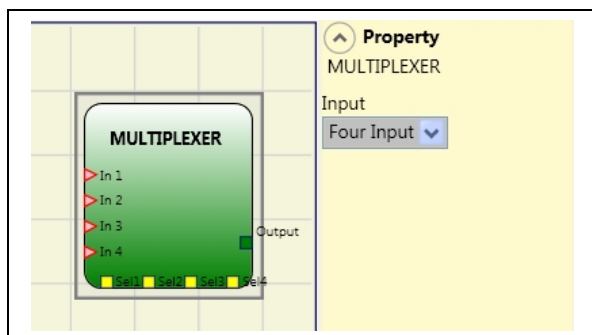 Property
MULTIPLEXER
Input
Four Input
MULTIPLEXER
In 1
In 2
In 3
In 4
Output
Sel1 Sel2 Sel3 Sel4